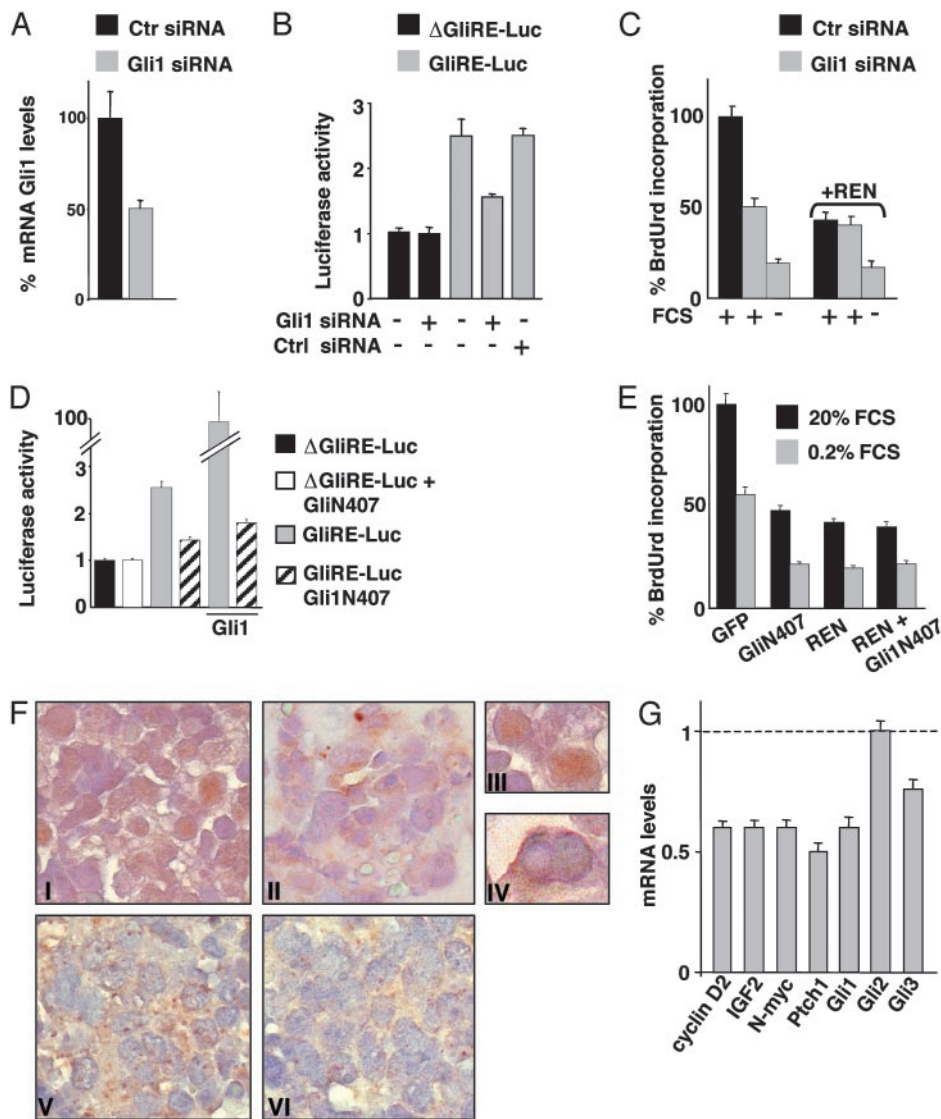 A
Ctr siRNA
Gli1 siRNA
% mRNA Gli1 levels
100
50
0
B
ΔGliRE-Luc
GliRE-Luc
Luciferase activity
3
2
1
0
Gli1 siRNA - + - + -
Ctrl siRNA - - - - +
C
Ctr siRNA
Gli1 siRNA
% BrdUrd incorporation
100
50
0
+REN
FCS + + - + + -
D
Luciferase activity
100
3
2
1
0
Gli1
ΔGliRE-Luc
ΔGliRE-Luc +
GliN407
GliRE-Luc
GliRE-Luc
Gli1N407
E
% BrdUrd incorporation
100
50
0
20% FCS
0.2% FCS
GFP
GliN407
REN
REN +
Gli1N407
F
I
II
III
IV
V
VI
G
mRNA levels
1
0.5
0
cyclin D2
IGF2
N-myc
Ptch1
Gli1
Gli2
Gli3